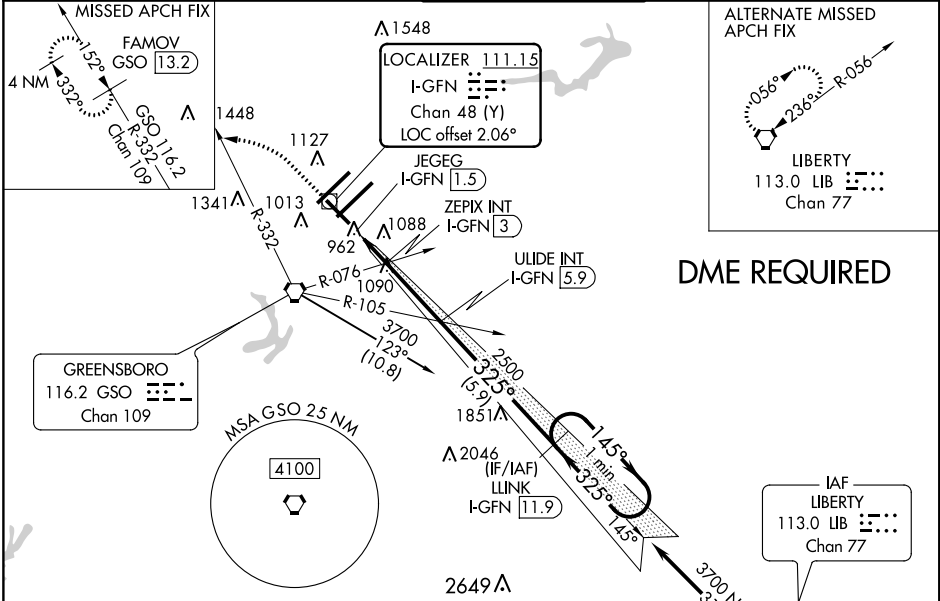 MISSED APCH FIX
FAMOV
GSO 13.2
4 NM
152°
332°
GSO 116.2
R-332
Chan 109
1548
LOCALIZER 111.15
I-GFN
Chan 48 (Y)
LOC offset 2.06°
ALTERNATE MISSED
APCH FIX
056°
236°
R-056
LIBERTY
113.0 LIB
Chan 77
1448
1127
1341
1013
JEGEG
I-GFN 1.5
R-332
962
1088
ZEPIX INT
I-GFN 3
ULIDE INT
I-GFN 5.9
DME REQUIRED
R-076
1090
R-105
3700
123°
(10.8)
GREENSBORO
116.2 GSO
Chan 109
2500
325°
(5.9)
1851
MSA GSO 25 NM
4100
2046
(IF/IAF)
LLINK
I-GFN 11.9
145°
1 min
325°
145°
IAF
LIBERTY
113.0 LIB
Chan 77
2649
3700